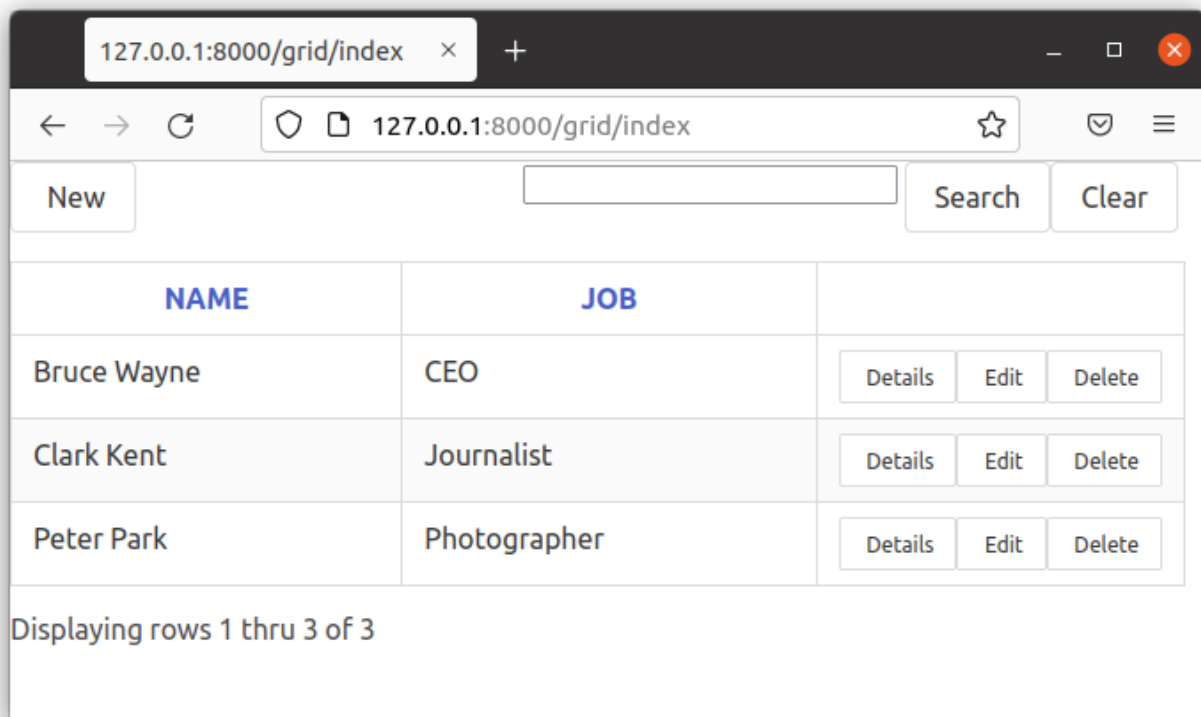 127.0.0.1:8000/grid/index
127.0.0.1:8000/grid/index
New Search Clear
NAME JOB
Bruce Wayne CEO Details Edit Delete
Clark Kent Journalist Details Edit Delete
Peter Park Photographer Details Edit Delete
Displaying rows 1 thru 3 of 3